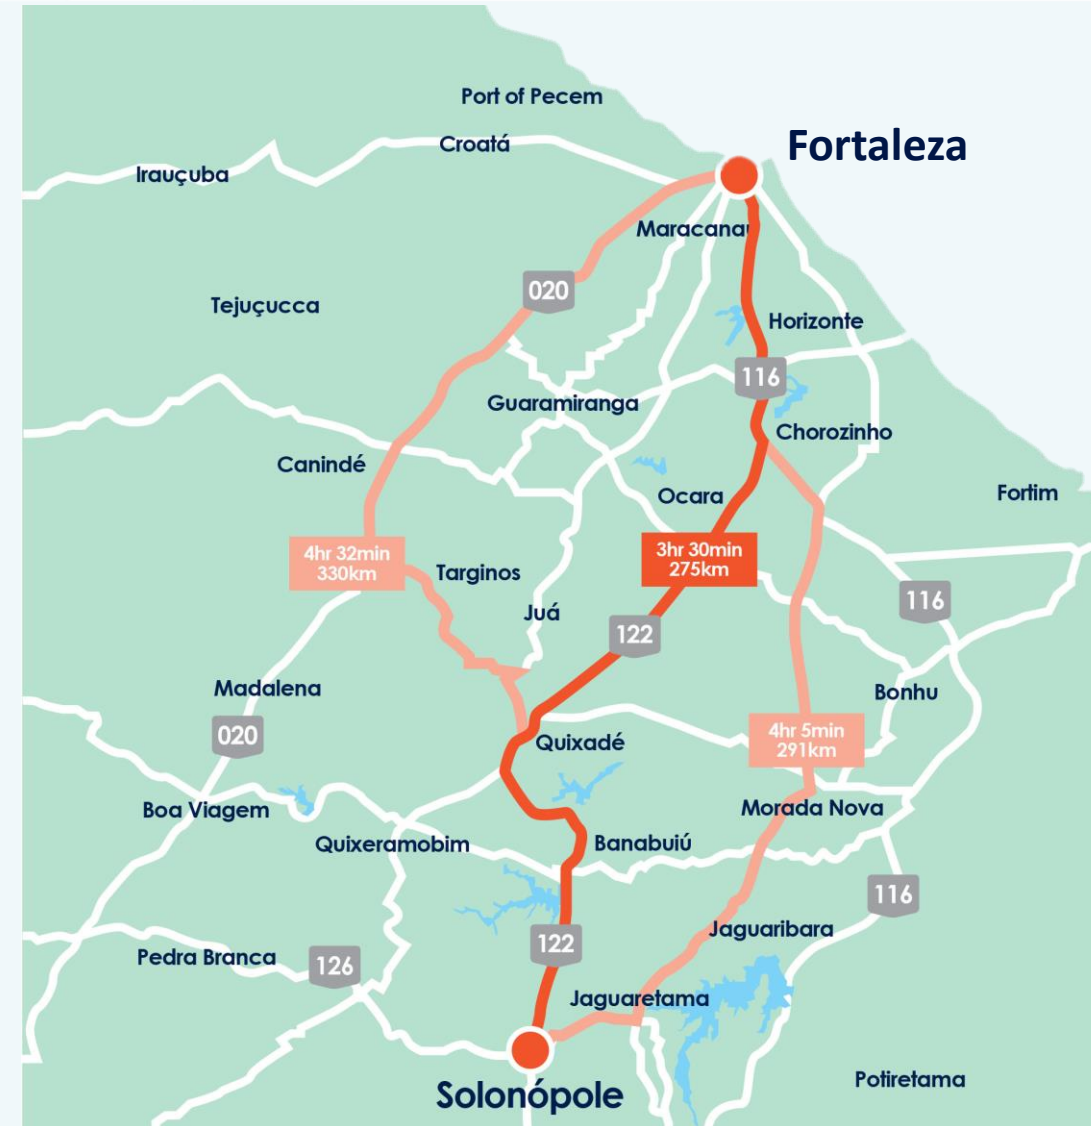 Port of Pecem
Fortaleza
Croatá
Irauçuba
Maracanau
020
Tejuçucca
Horizonte
116
Guaramiranga
Chorozinho
Canindé
Ocara
Fortim
4hr 32min
330km
3hr 30min
275km
Targinos
116
Juá
122
Madalena
Bonhu
020
Quixadé
4hr 5min
291km
Boa Viagem
Morada Nova
Quixeramobim
Banabuiú
116
Jaguaribara
122
Pedra Branca
126
Jaguaretama
Potiretama
Solonópole